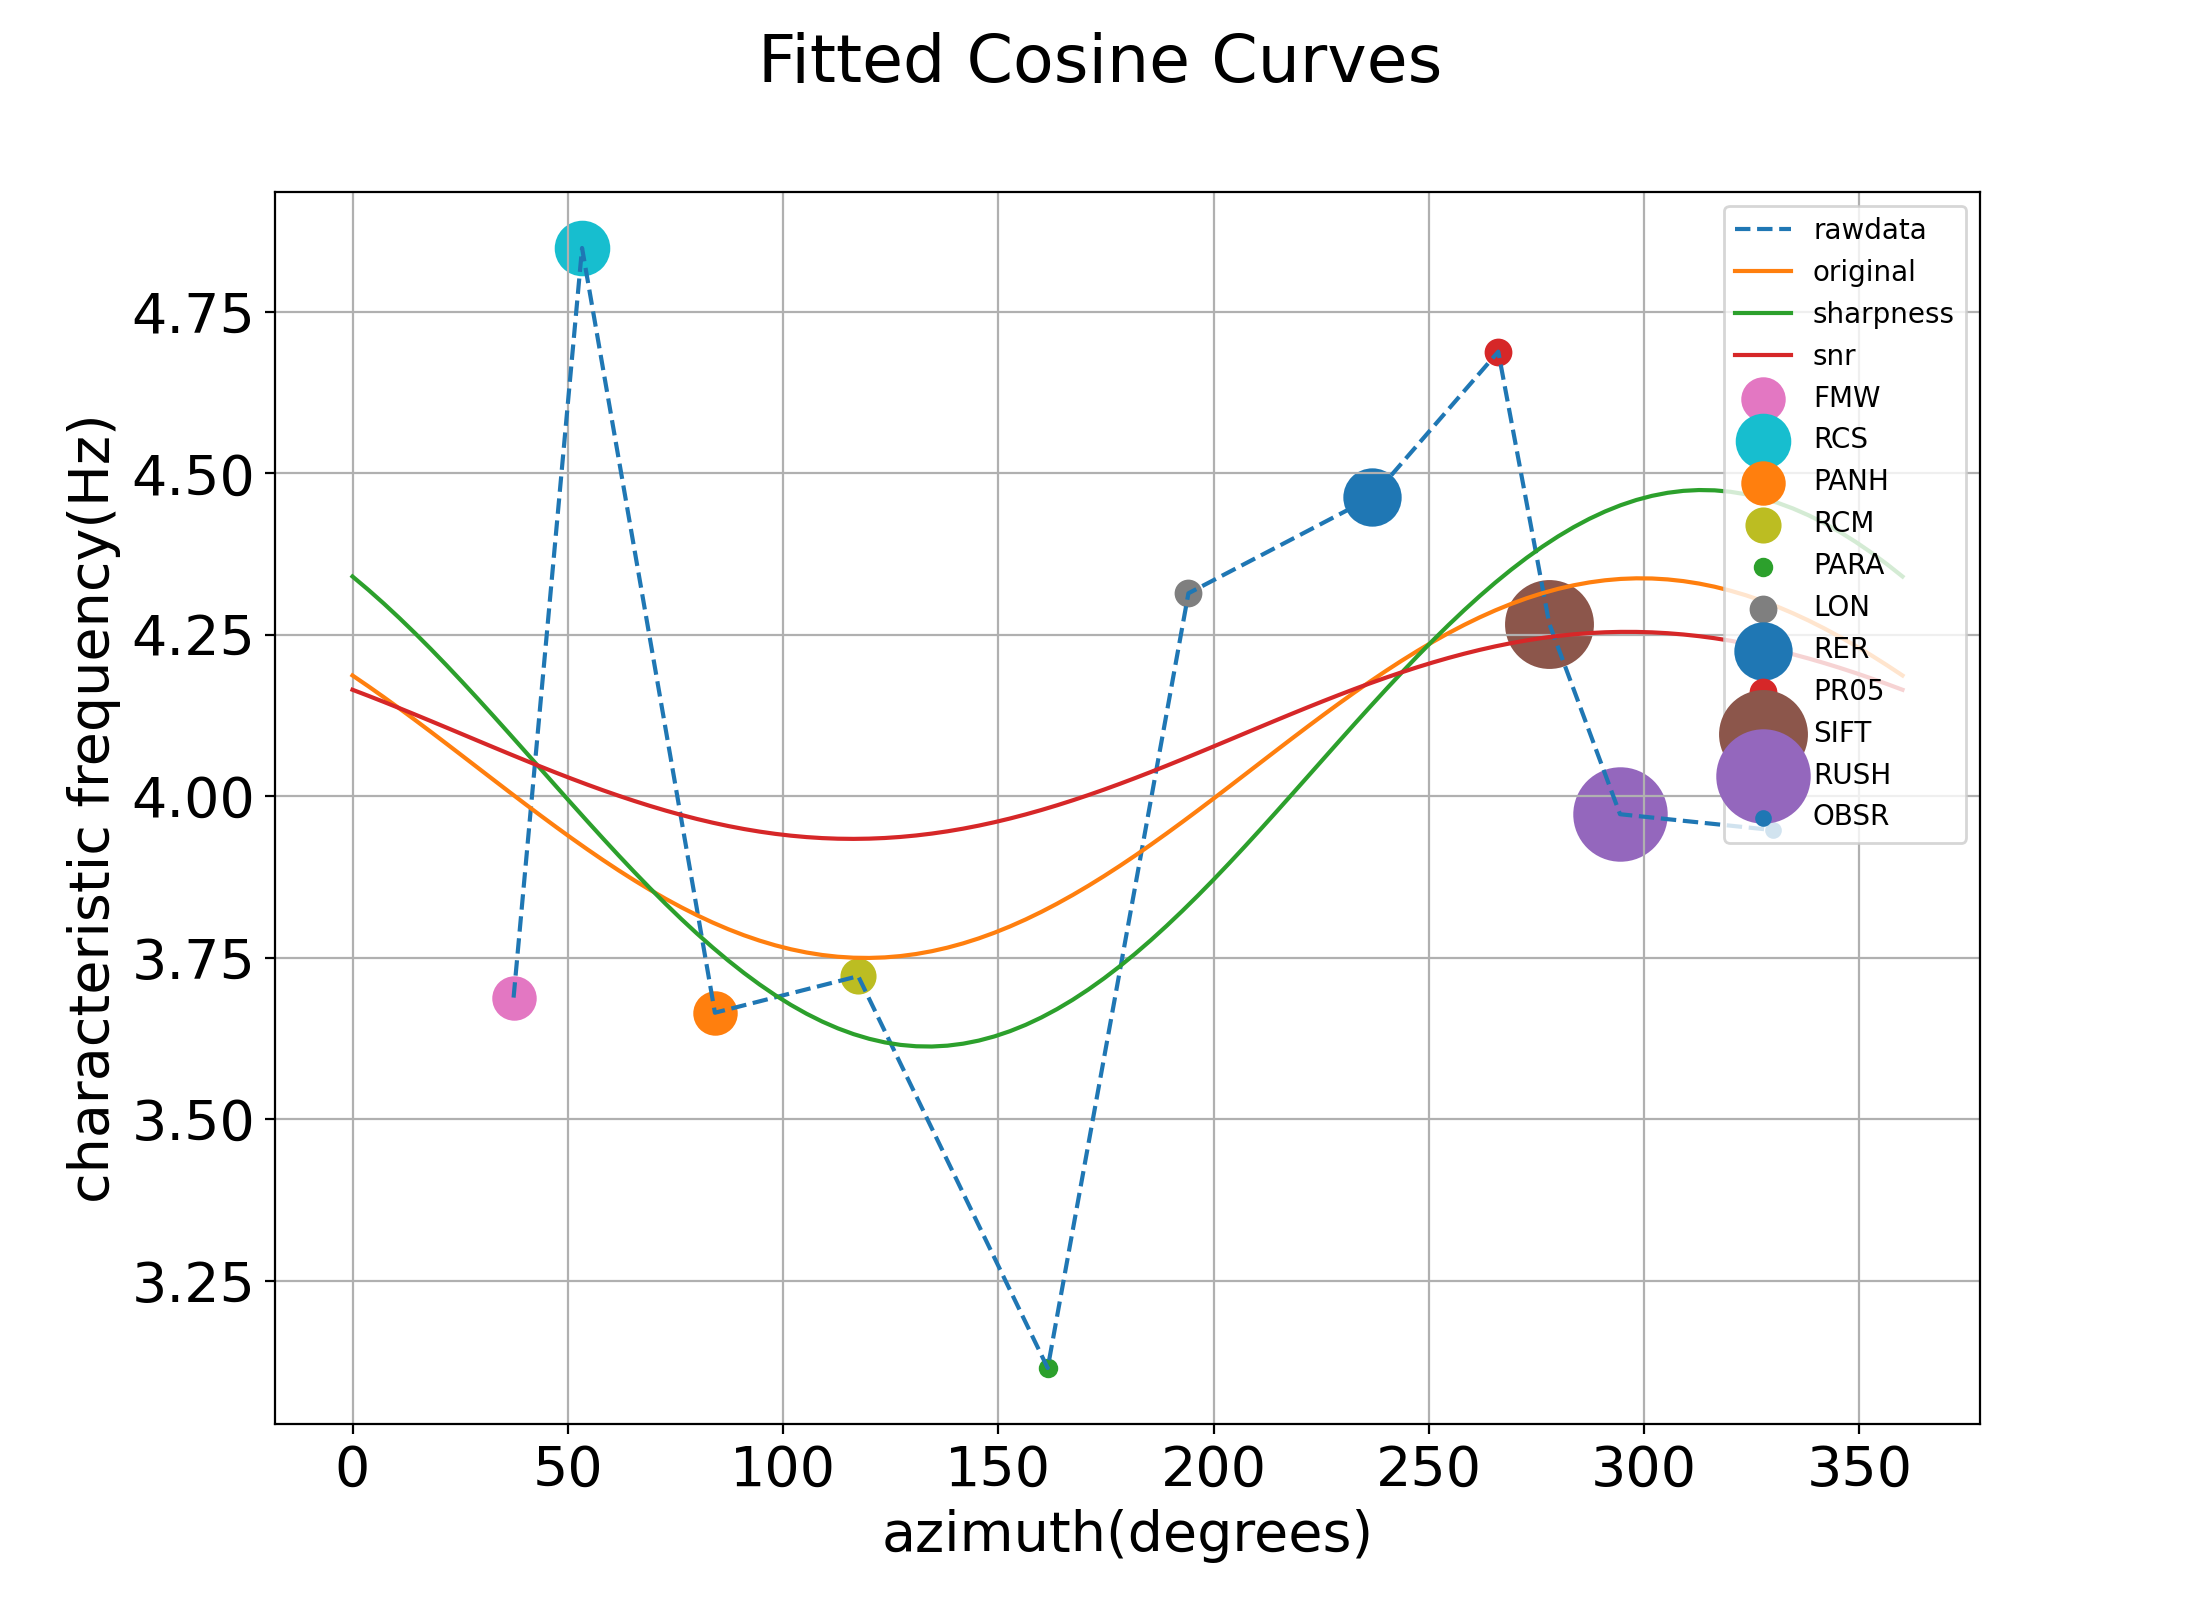 Fitted Cosine Curves
characteristic frequency(Hz)
4.75
4.50
4.25
4.00
3.75
3.50
3.25
rawdata
original
sharpness
snr
FMW
RCS
PANH
RCM
PARA
LON
RER
PR05
SIFT
RUSH
OBSR
0 50 100 150 200 250 300 350
azimuth(degrees)